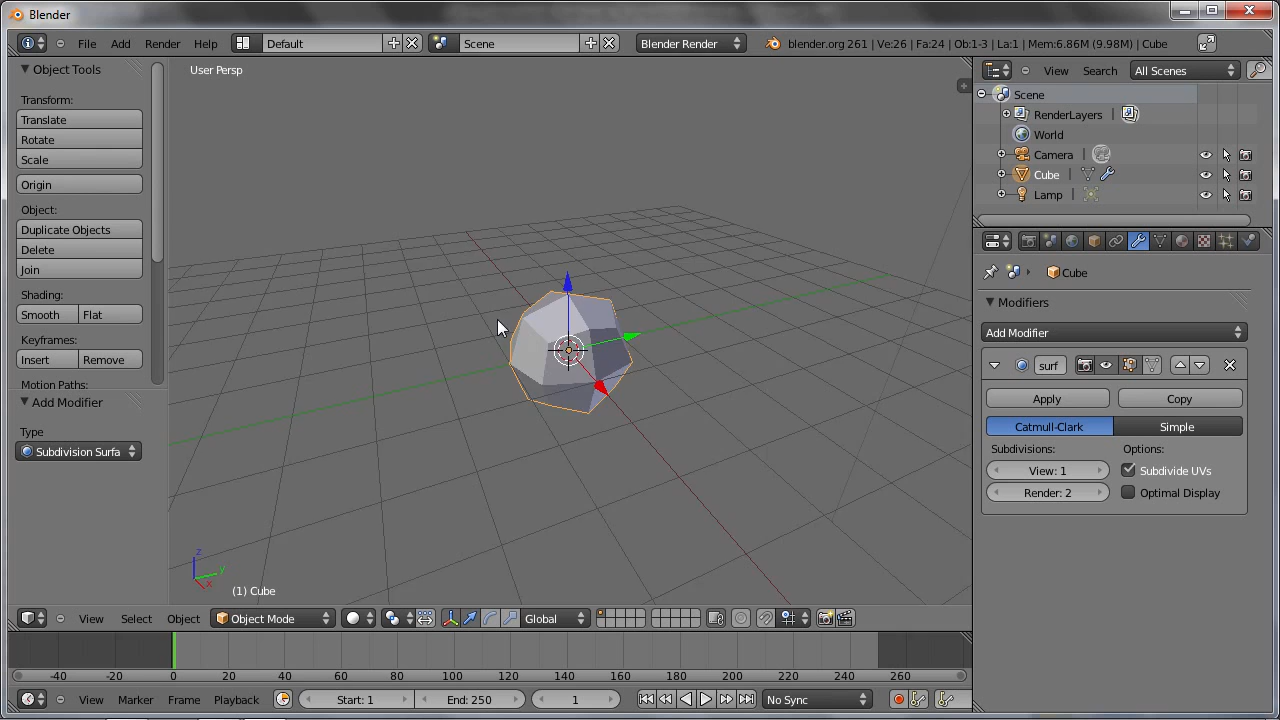 Blender
File Add Render Help Default Scene Blender Render blender.org 261 | Ve:26 | Fa:24 | Ob:1-3 | La:1 | Mem:6.86M (9.98M) | Cube
Object Tools
User Persp
View Search All Scenes
Scene
RenderLayers |
World
Camera |
Cube |
Lamp |
Transform:
Translate
Rotate
Scale
Origin
Object:
Duplicate Objects
Delete
Join
Shading:
Smooth Flat
Keyframes:
Insert Remove
Motion Paths:
Add Modifier
Type
Subdivision Surfa
Cube
Modifiers
Add Modifier
surf
Apply Copy
Catmull-Clark Simple
Subdivisions: Options:
View: 1 Subdivide UVs
Render: 2 Optimal Display
z
y
x
(1) Cube
View Select Object Object Mode Global
-40 -20 0 20 40 60 80 100 120 140 160 180 200 220 240 260
View Marker Frame Playback Start: 1 End: 250 1 No Sync